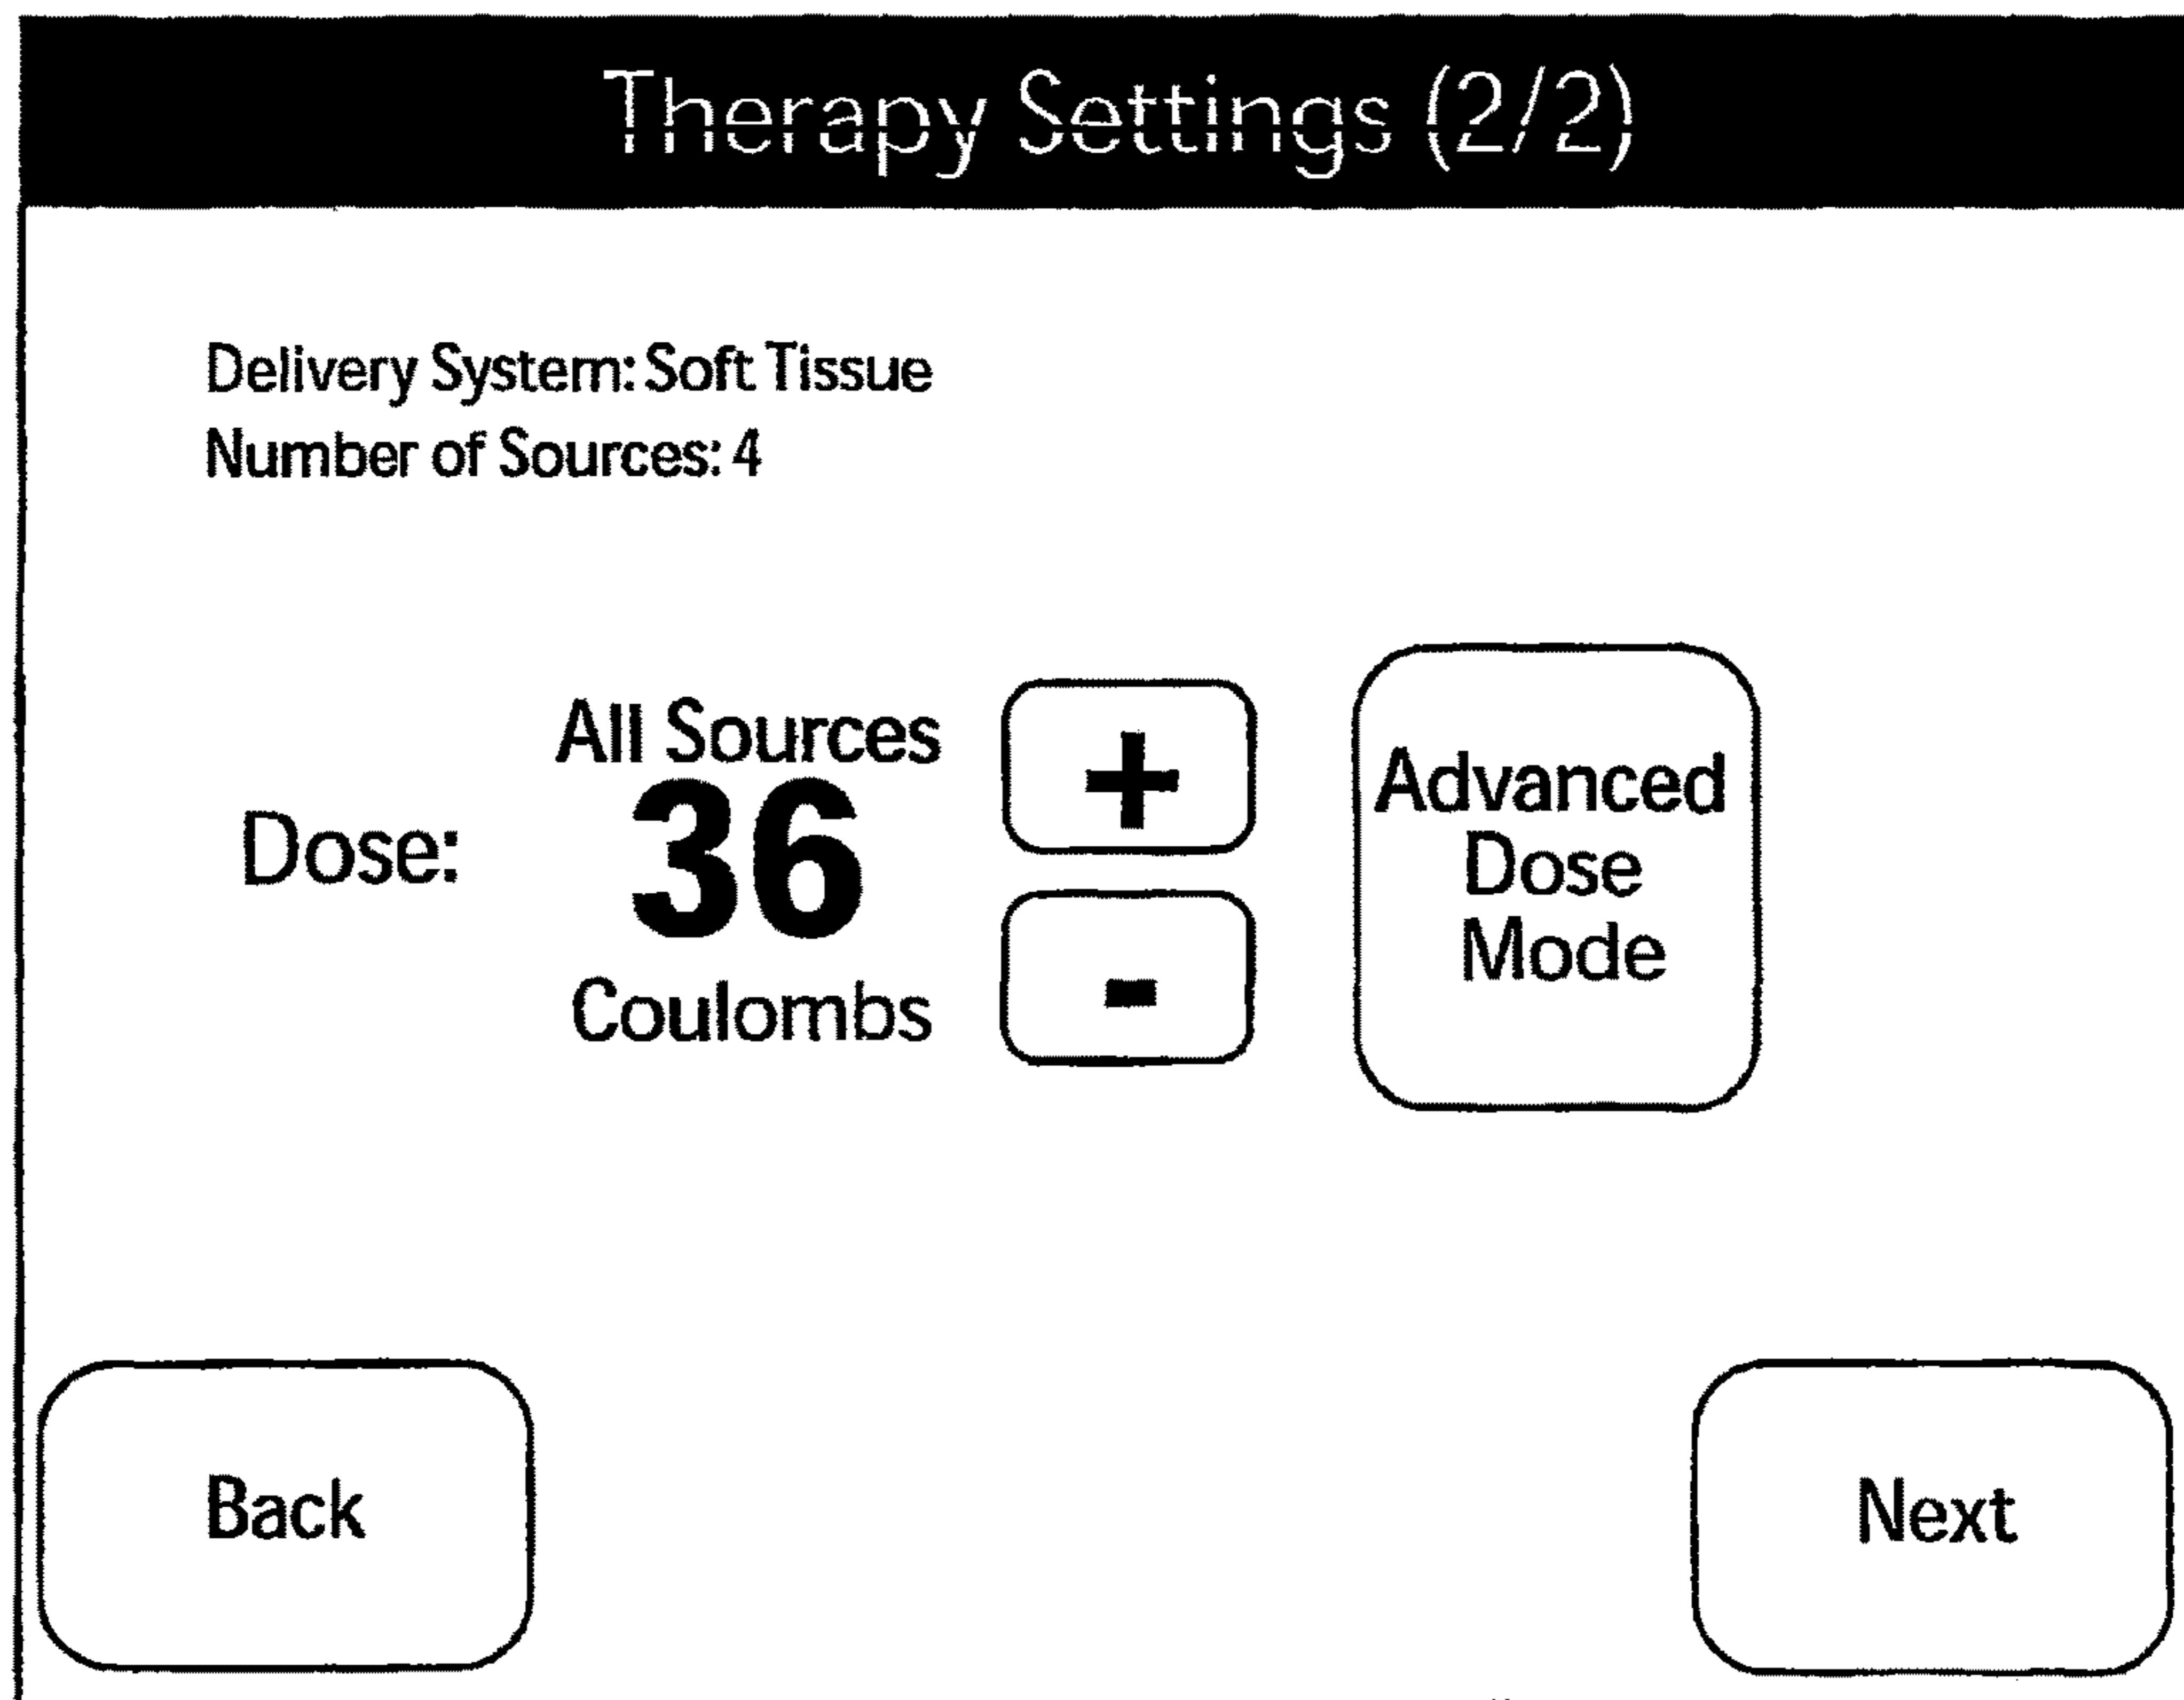 Therapy Settings (2/2)
Delivery System: Soft Tissue
Number of Sources: 4
All Sources
Dose: 36
Coulombs
+
-
Advanced
Dose
Mode
Back
Next